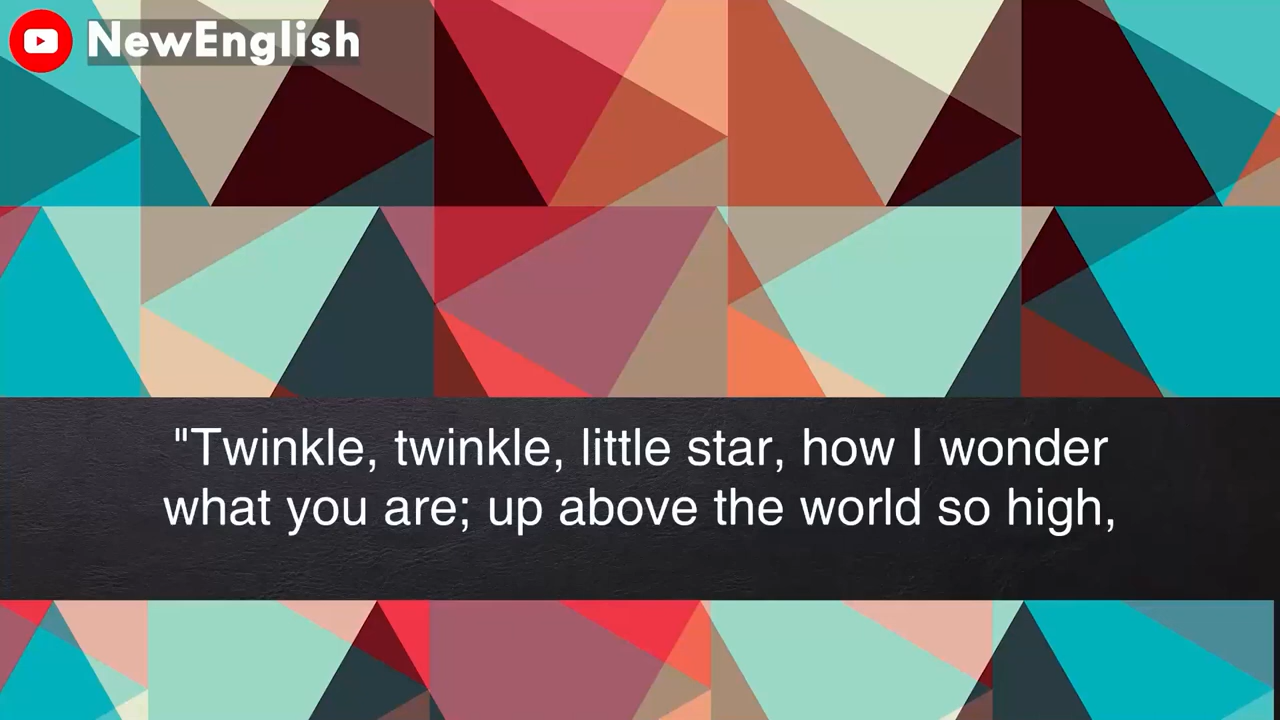 NewEnglish
"Twinkle, twinkle, little star, how I wonder
what you are; up above the world so high,